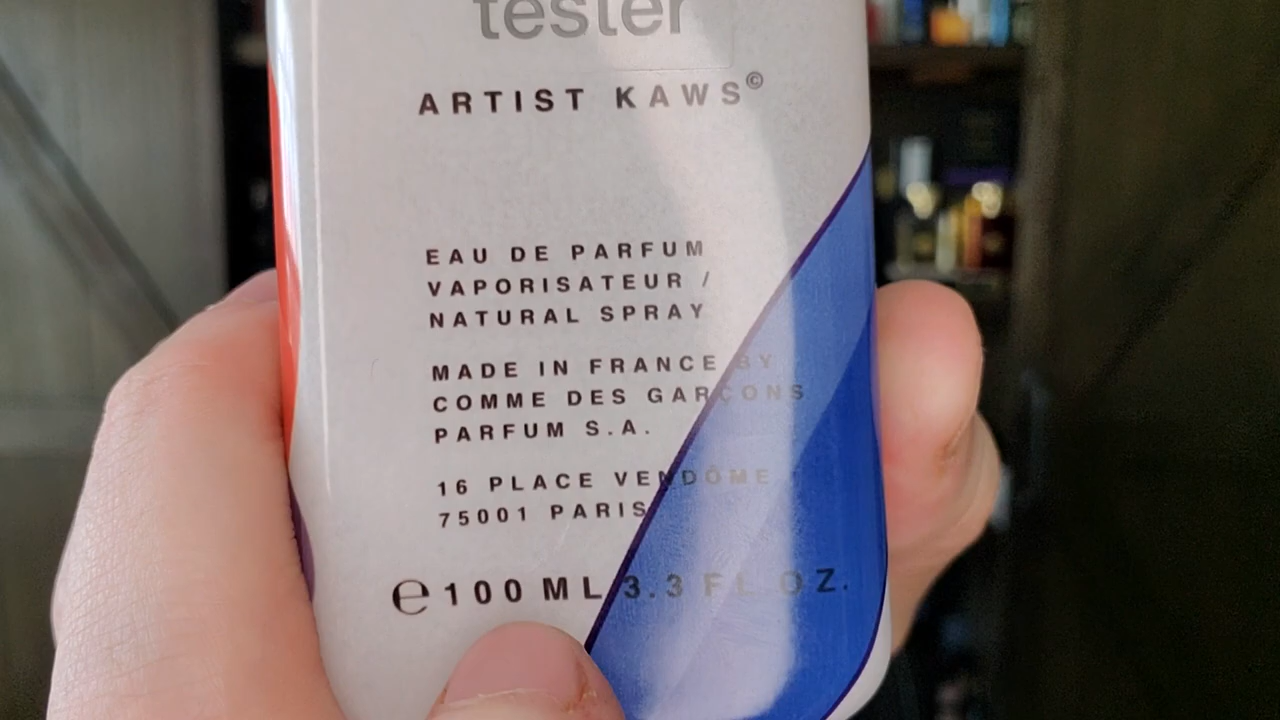 tester
ARTIST KAWS©
EAU DE PARFUM
VAPORISATEUR /
NATURAL SPRAY
MADE IN FRANCE BY
COMME DES GARÇONS
PARFUM S.A.
16 PLACE VENDÔME
75001 PARIS
℮100 ML 3.3 FL.OZ.